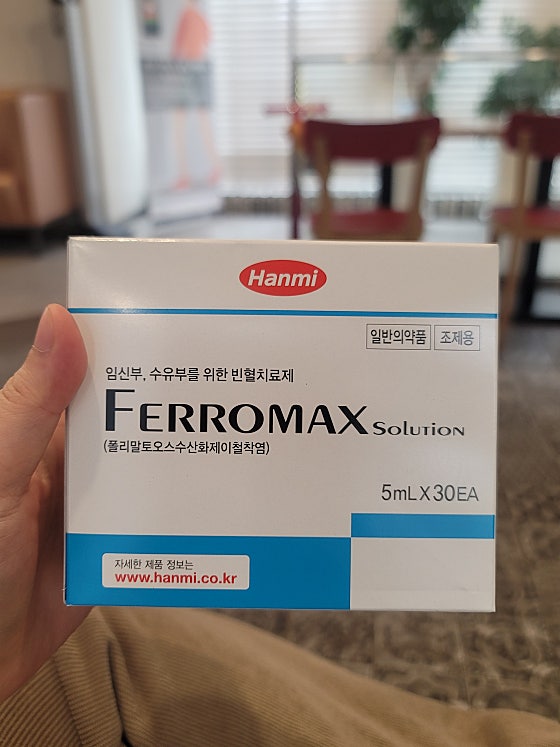 Hanmi
일반의약품 조제용
임신부, 수유부를 위한 빈혈치료제
FERROMAX Solution
(폴리말토오스수산화제이철착염)
5mL X 30EA
자세한 제품 정보는
www.hanmi.co.kr